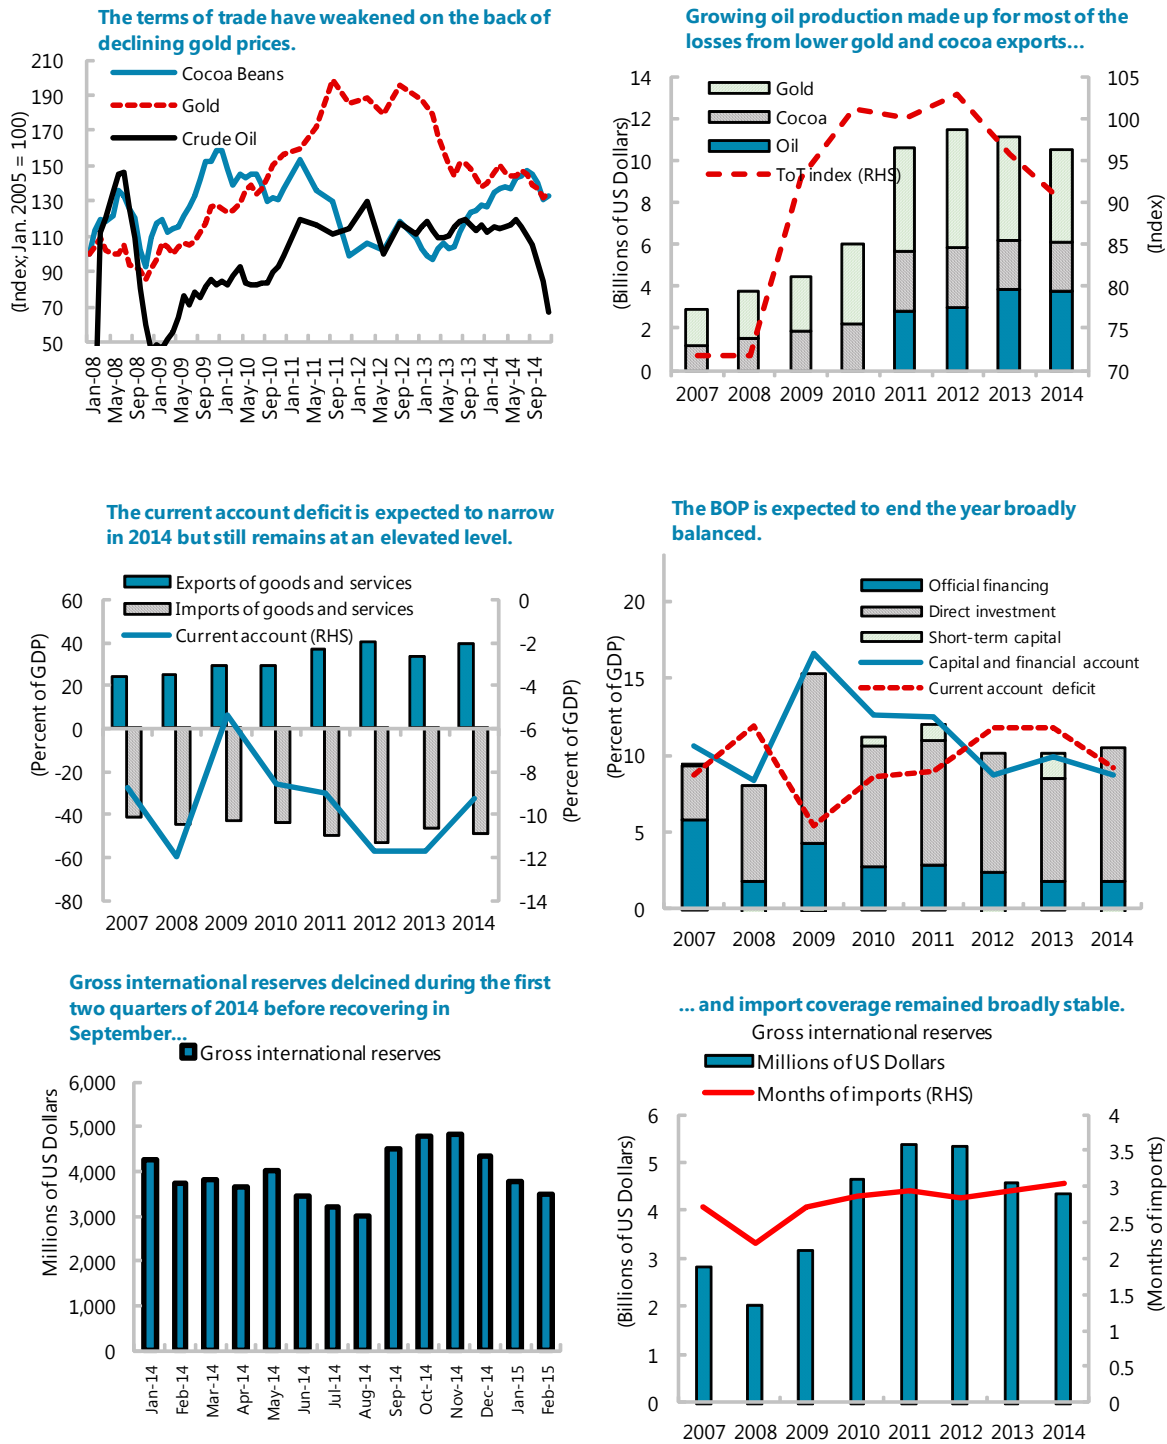 The terms of trade have weakened on the back of
declining gold prices.
210
190
170
150
130
110
90
70
50
(Index; Jan. 2005 = 100)
Cocoa Beans
Gold
Crude Oil
Jan-08
May-08
Sep-08
Jan-09
May-09
Sep-09
Jan-10
May-10
Sep-10
Jan-11
May-11
Sep-11
Jan-12
May-12
Sep-12
Jan-13
May-13
Sep-13
Jan-14
May-14
Sep-14
Growing oil production made up for most of the
losses from lower gold and cocoa exports...
14
12
10
8
6
4
2
0
(Billions of US Dollars)
Gold
Cocoa
Oil
ToT index (RHS)
105
100
95
90
85
80
75
70
(Index)
2007 2008 2009 2010 2011 2012 2013 2014
The current account deficit is expected to narrow
in 2014 but still remains at an elevated level.
Exports of goods and services
Imports of goods and services
Current account (RHS)
60
40
20
0
-20
-40
-60
-80
(Percent of GDP)
0
-2
-4
-6
-8
-10
-12
-14
(Percent of GDP)
2007 2008 2009 2010 2011 2012 2013 2014
The BOP is expected to end the year broadly
balanced.
20
15
10
5
0
(Percent of GDP)
Official financing
Direct investment
Short-term capital
Capital and financial account
Current account deficit
2007 2008 2009 2010 2011 2012 2013 2014
Gross international reserves delcined during the first
two quarters of 2014 before recovering in
September...
Gross international reserves
6,000
5,000
4,000
3,000
2,000
1,000
0
Millions of US Dollars
Jan-14
Feb-14
Mar-14
Apr-14
May-14
Jun-14
Jul-14
Aug-14
Sep-14
Oct-14
Nov-14
Dec-14
Jan-15
Feb-15
... and import coverage remained broadly stable.
Gross international reserves
Millions of US Dollars
Months of imports (RHS)
6
5
4
3
2
1
0
(Billions of US Dollars)
4
3.5
3
2.5
2
1.5
1
0.5
0
(Months of imports)
2007 2008 2009 2010 2011 2012 2013 2014